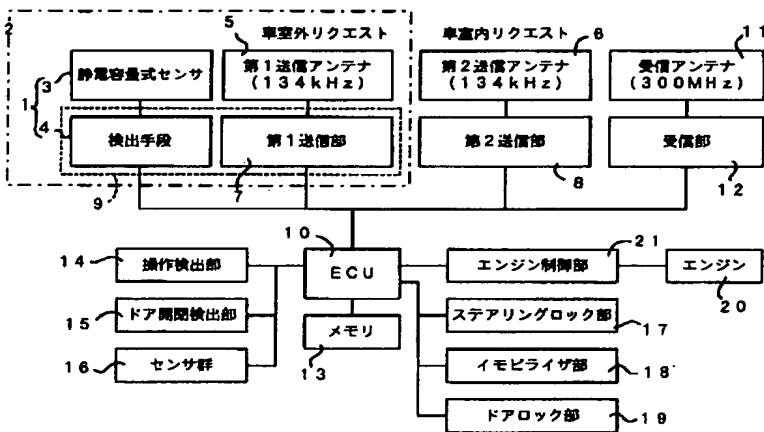 2
5
車室外リクエスト
車室内リクエスト
6
11
3
静電容量式センサ
第1送信アンテナ
(134kHz)
第2送信アンテナ
(134kHz)
受信アンテナ
(300MHz)
1
4
検出手段
第1送信部
第2送信部
受信部
9
7
8
12
10
21
14
操作検出部
ECU
エンジン制御部
エンジン
20
15
ドア開閉検出部
メモリ
13
ステアリングロック部
17
16
センサ群
イモビライザ部
18
ドアロック部
19